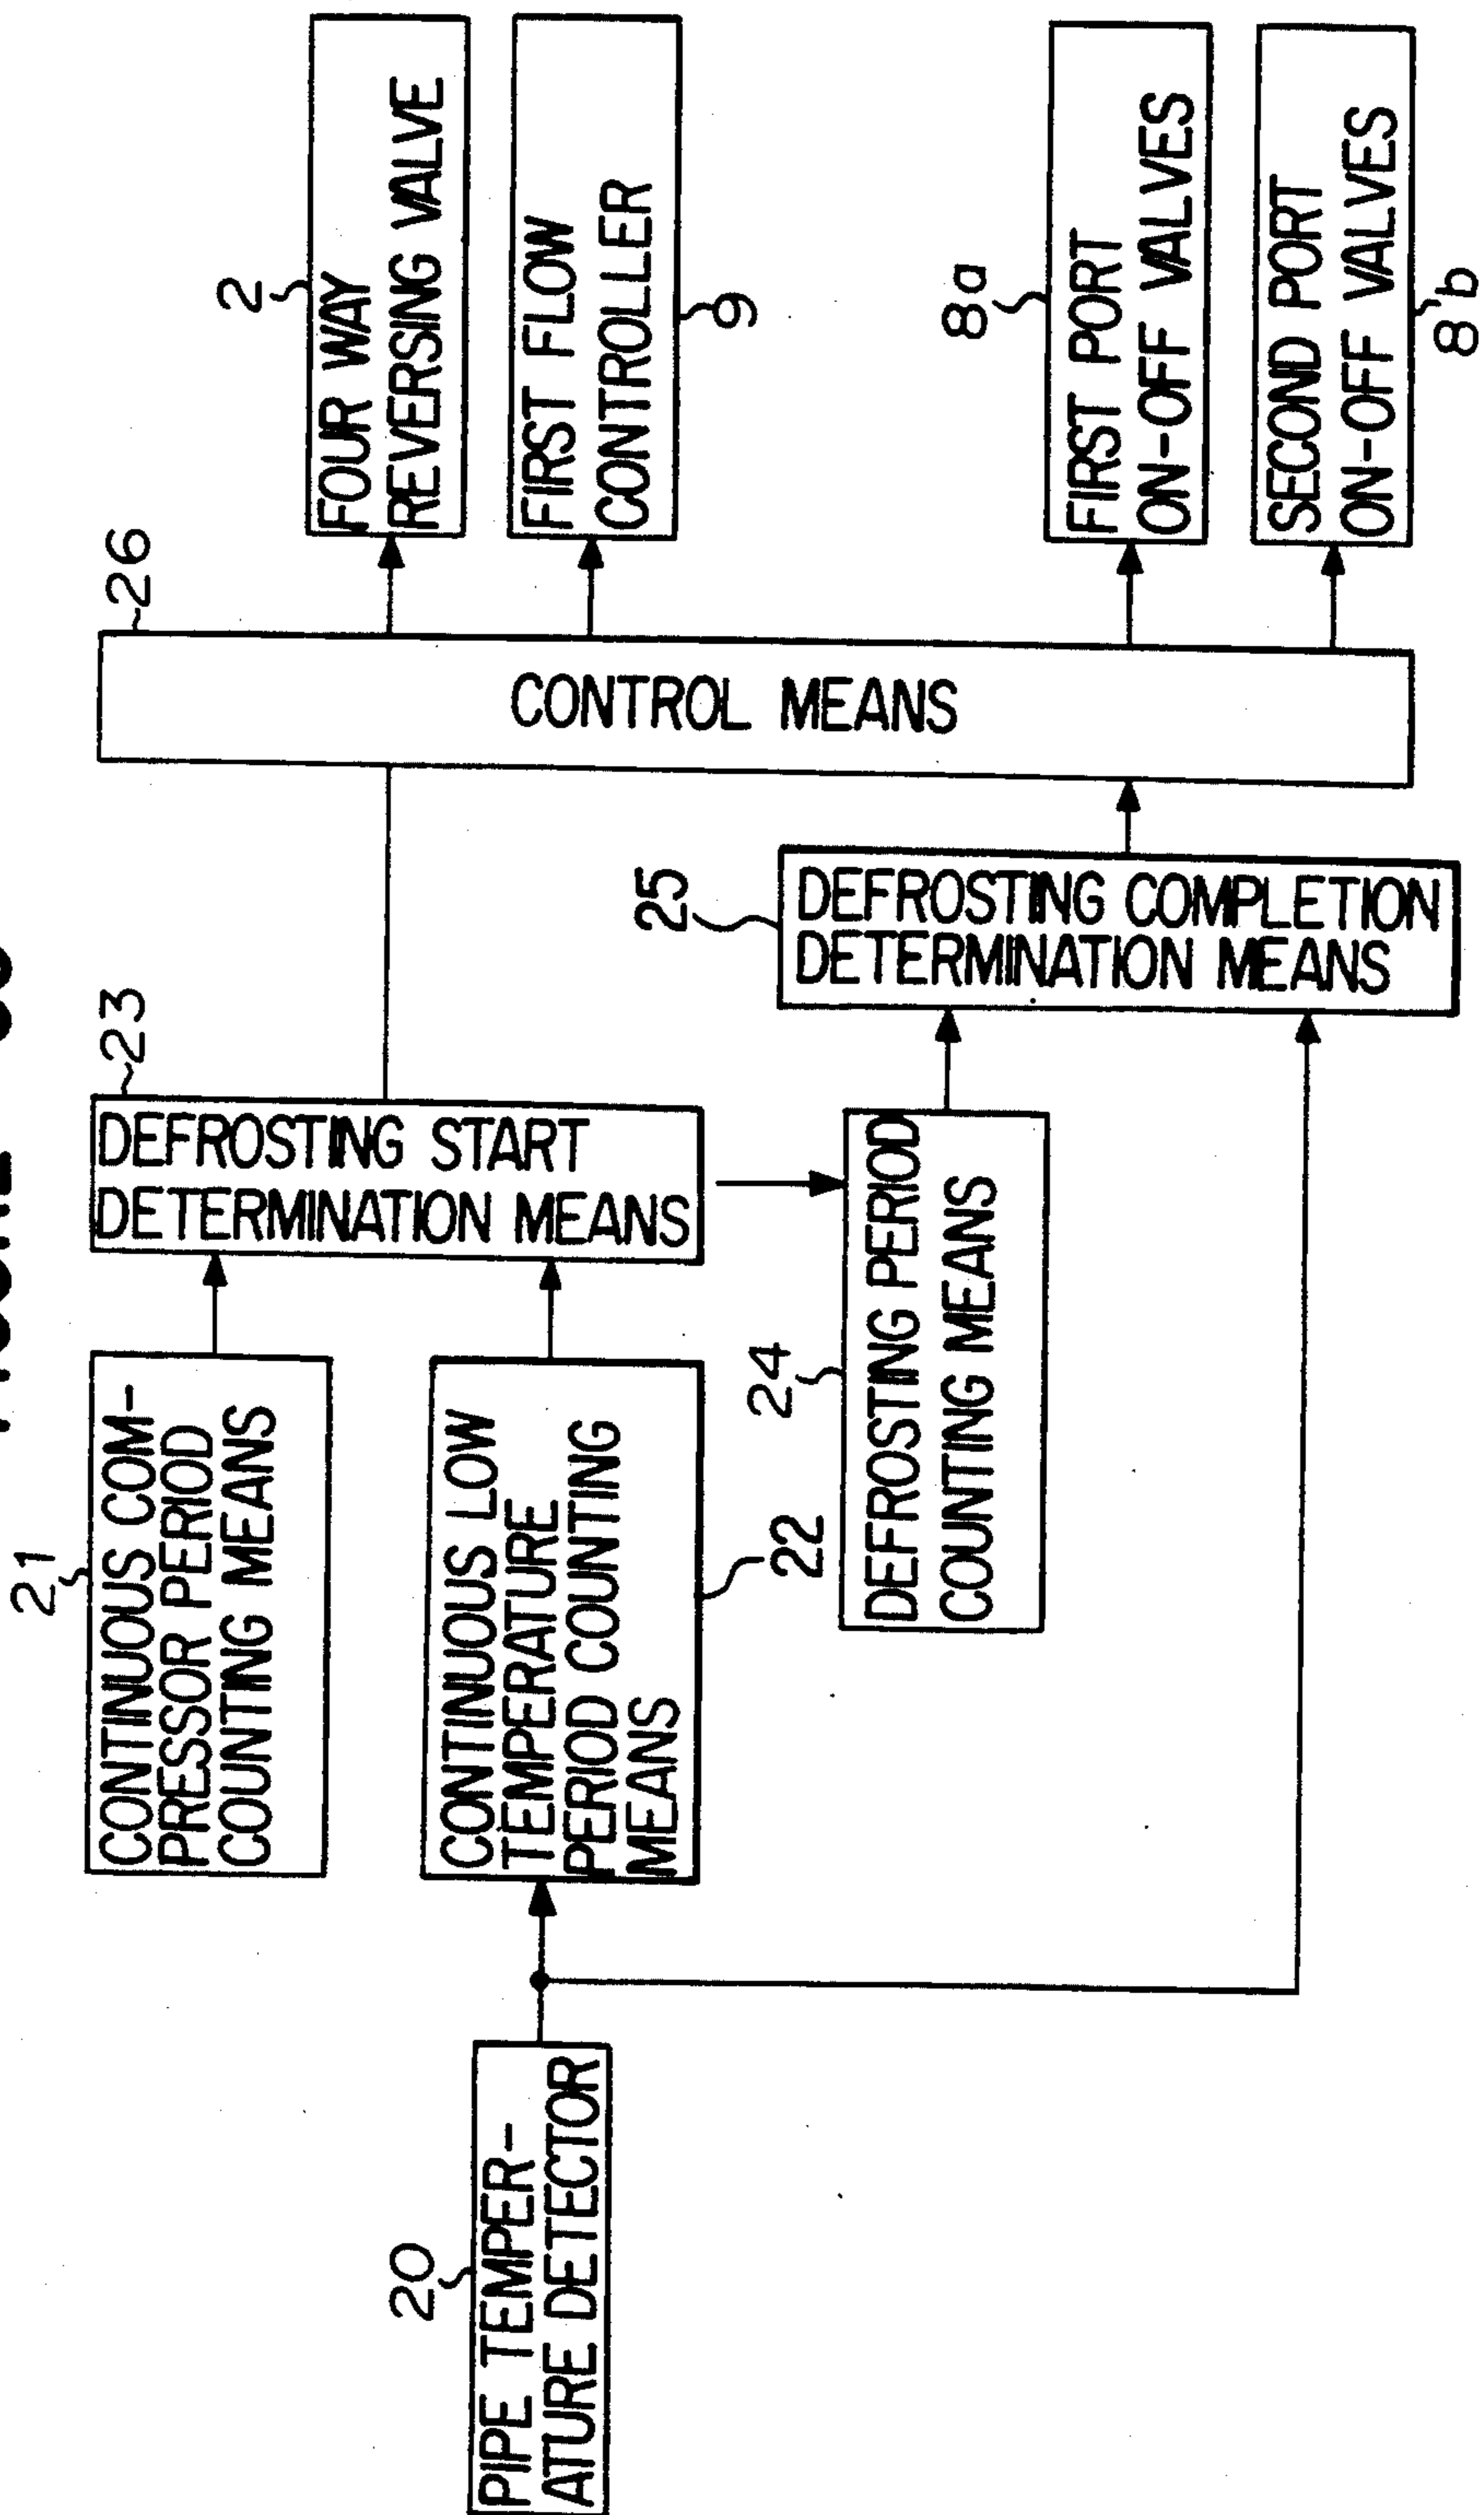 21
CONTINUOUS COM-
PRESSOR PERIOD
COUNTING MEANS
CONTINUOUS LOW
TEMPERATURE
PERIOD COUNTING
MEANS
22
20
PIPE TEMPER-
ATURE DETECTOR
23
DEFROSTING START
DETERMINATION MEANS
24
DEFROSTING PERIOD
COUNTING MEANS
25
DEFROSTING COMPLETION
DETERMINATION MEANS
26
CONTROL MEANS
2
FOUR WAY
REVERSING VALVE
FIRST FLOW
CONTROLLER
9
8a
FIRST PORT
ON-OFF VALVES
SECOND PORT
ON-OFF VALVES
8b